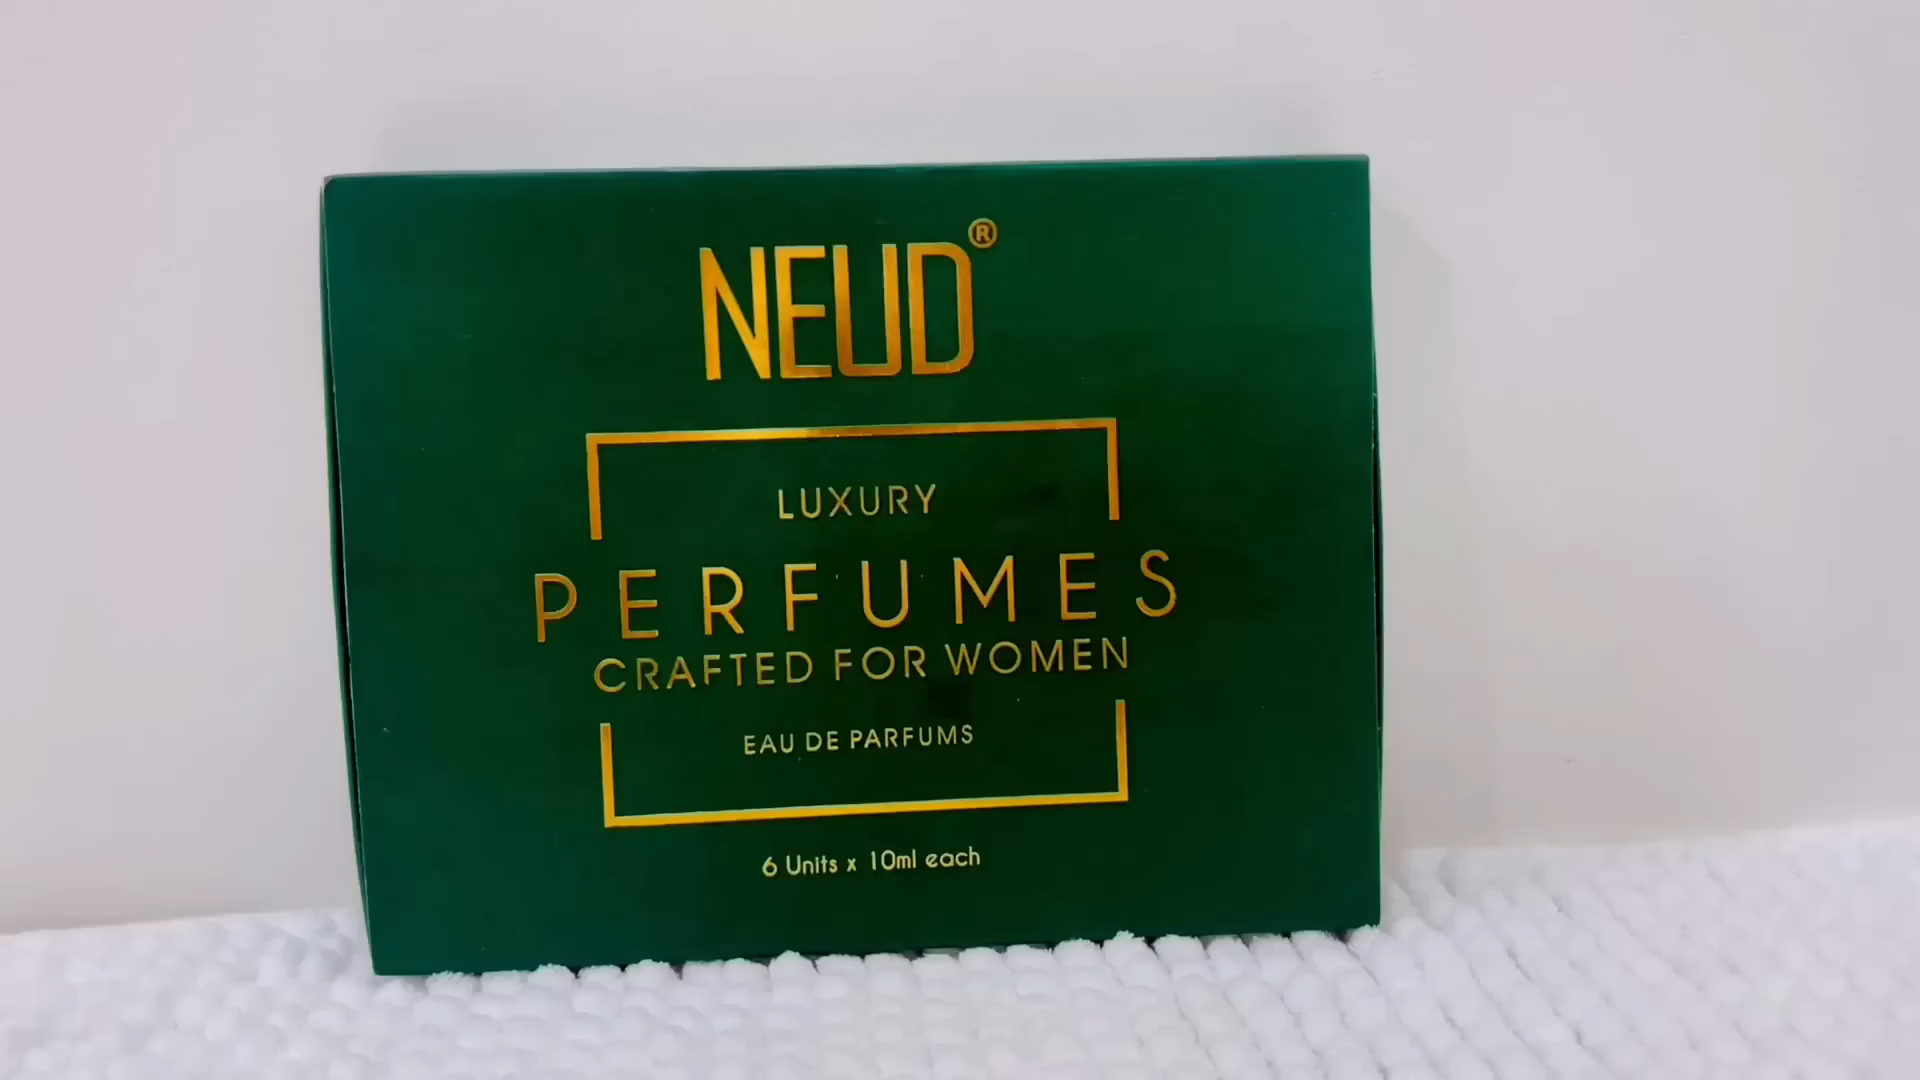 NEUD®
LUXURY
PERFUMES
CRAFTED FOR WOMEN
EAU DE PARFUMS
6 Units x 10ml each